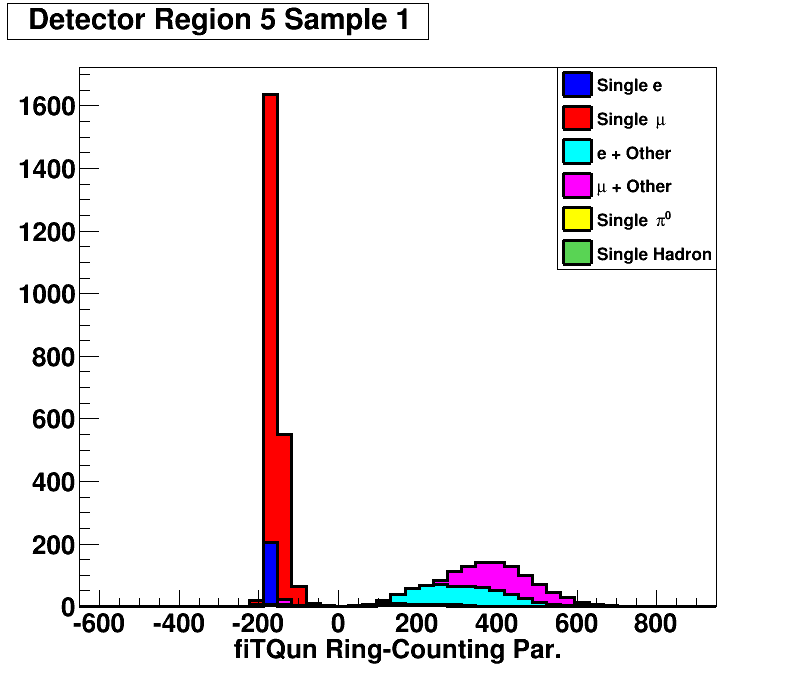 Detector Region 5 Sample 1
Single e
Single μ
e + Other
μ + Other
Single π⁰
Single Hadron
1600
1400
1200
1000
800
600
400
200
0
-600 -400 -200 0 200 400 600 800
fiTQun Ring-Counting Par.